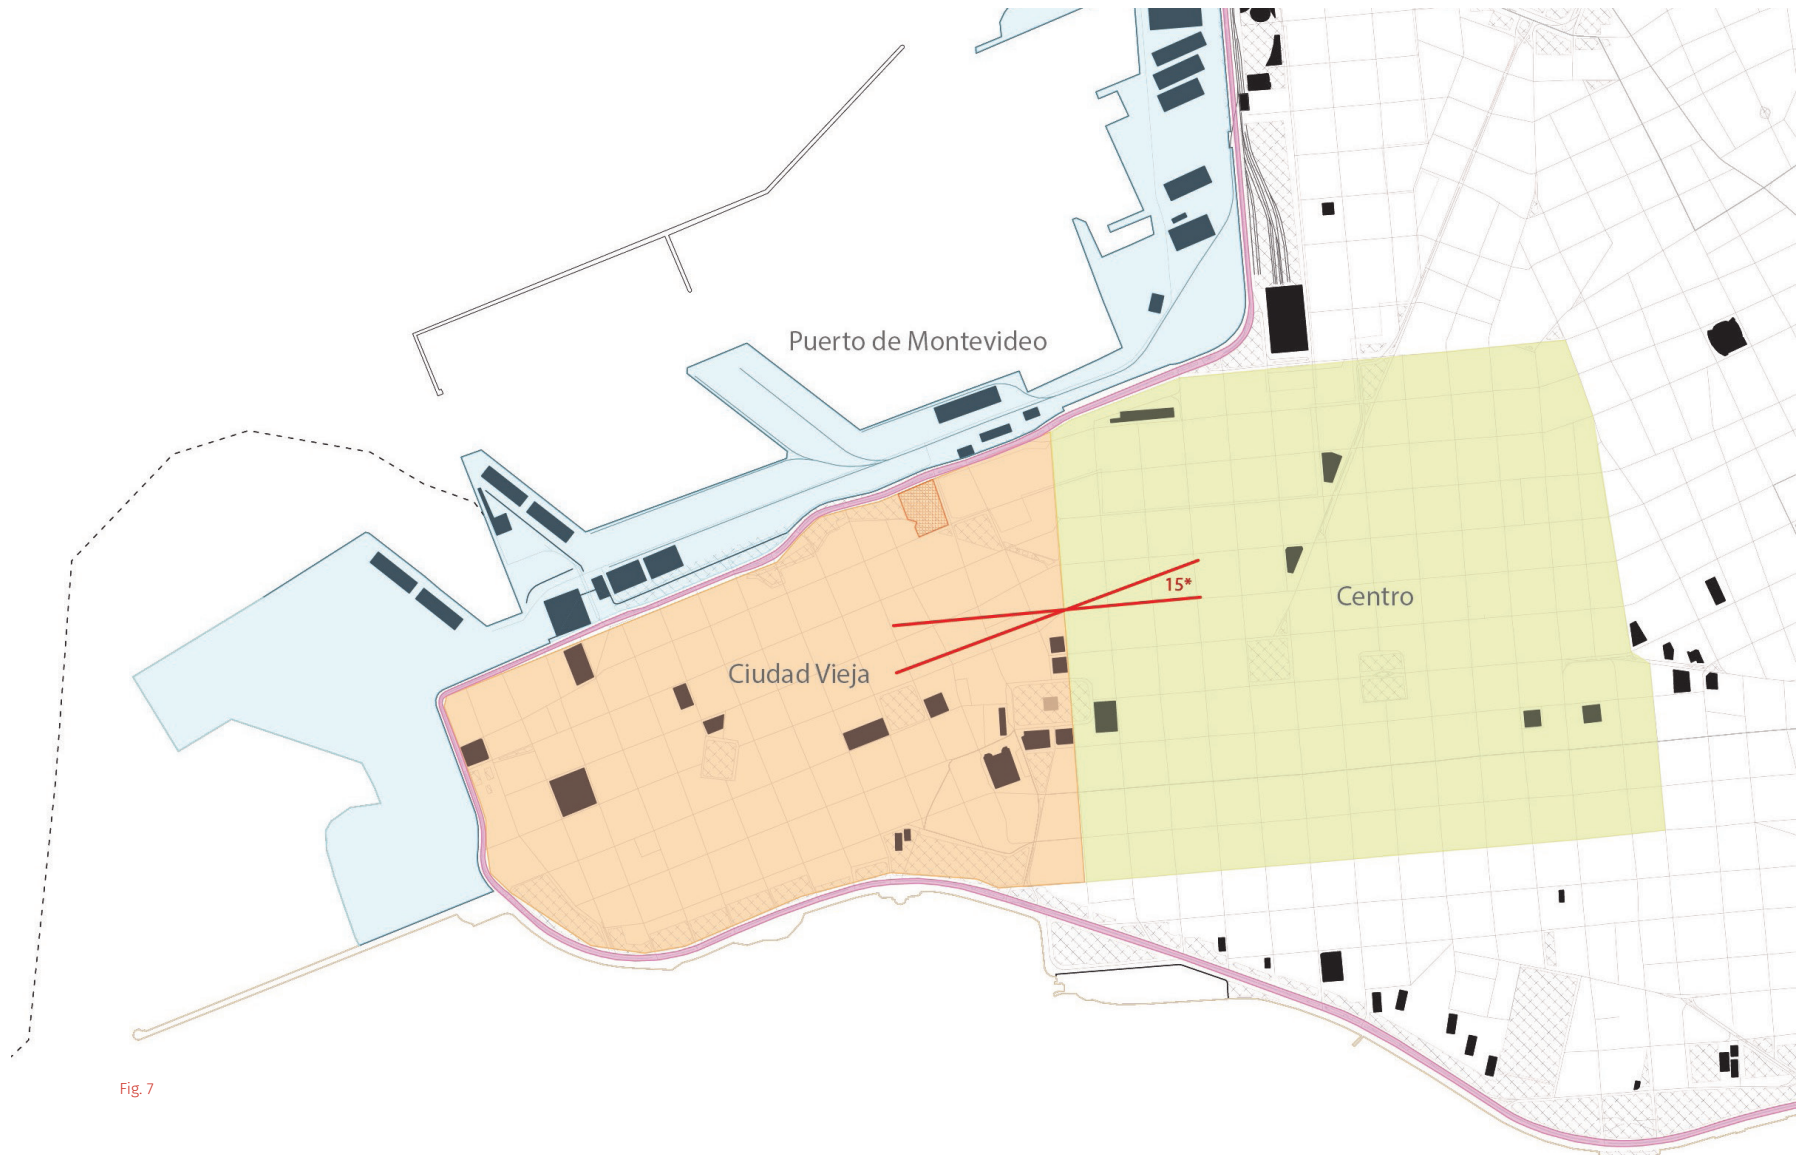 Puerto de Montevideo
15*
Centro
Ciudad Vieja
Fig. 7